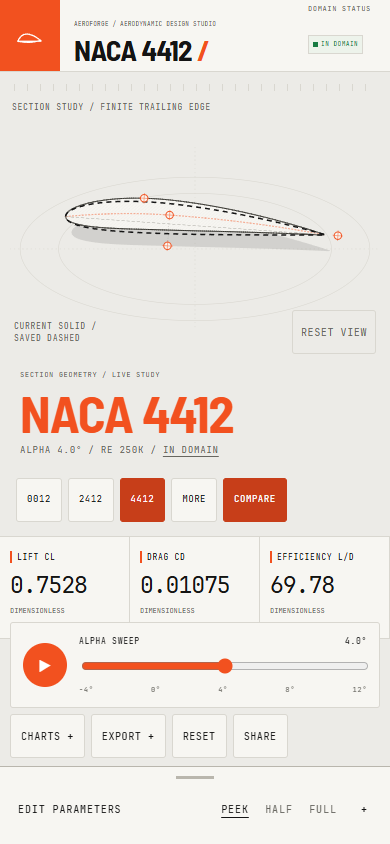 DOMAIN STATUS
AEROFORGE / AERODYNAMIC DESIGN STUDIO
NACA 4412 /
IN DOMAIN
SECTION STUDY / FINITE TRAILING EDGE
CURRENT SOLID /
SAVED DASHED
RESET VIEW
SECTION GEOMETRY / LIVE STUDY
NACA 4412
ALPHA 4.0° / RE 250K / IN DOMAIN
0012 2412 4412 MORE COMPARE
LIFT CL DRAG CD EFFICIENCY L/D
0.7528 0.01075 69.78
DIMENSIONLESS DIMENSIONLESS DIMENSIONLESS
ALPHA SWEEP 4.0°
-4° 0° 4° 8° 12°
CHARTS + EXPORT + RESET SHARE
EDIT PARAMETERS PEEK HALF FULL +